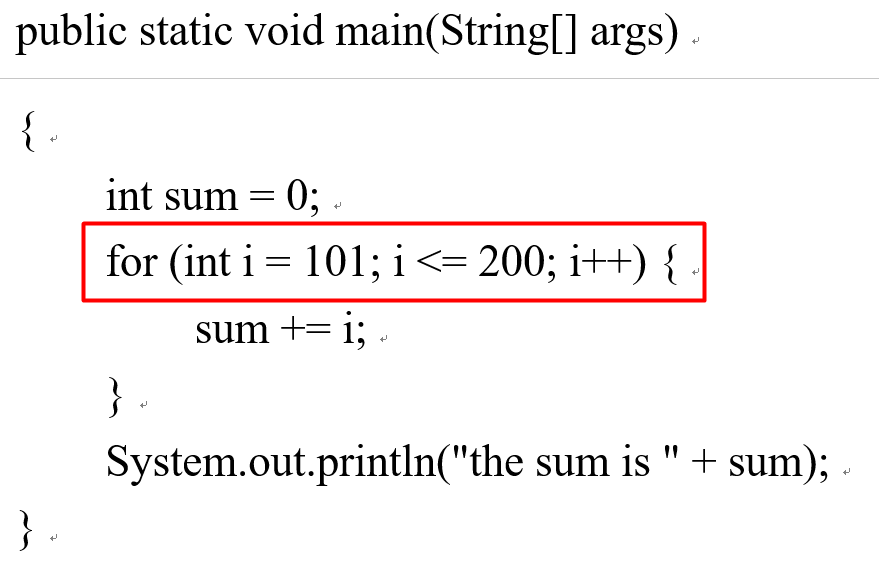 public static void main(String[] args)
{
int sum = 0;
for (int i = 101; i <= 200; i++) {
sum += i;
}
System.out.println("the sum is " + sum);
}